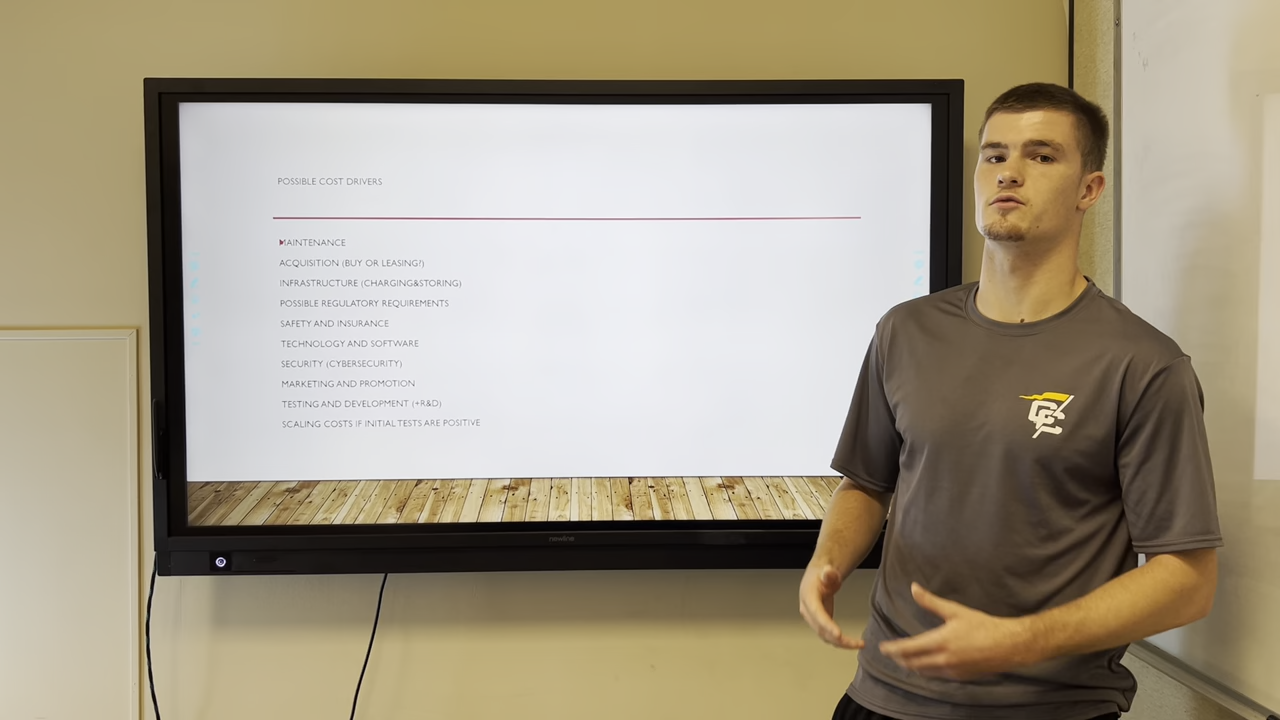 POSSIBLE COST DRIVERS
MAINTENANCE
ACQUISITION (BUY OR LEASING?)
INFRASTRUCTURE (CHARGING&STORING)
POSSIBLE REGULATORY REQUIREMENTS
SAFETY AND INSURANCE
TECHNOLOGY AND SOFTWARE
SECURITY (CYBERSECURITY)
MARKETING AND PROMOTION
TESTING AND DEVELOPMENT (+R&D)
SCALING COSTS IF INITIAL TESTS ARE POSITIVE
newline